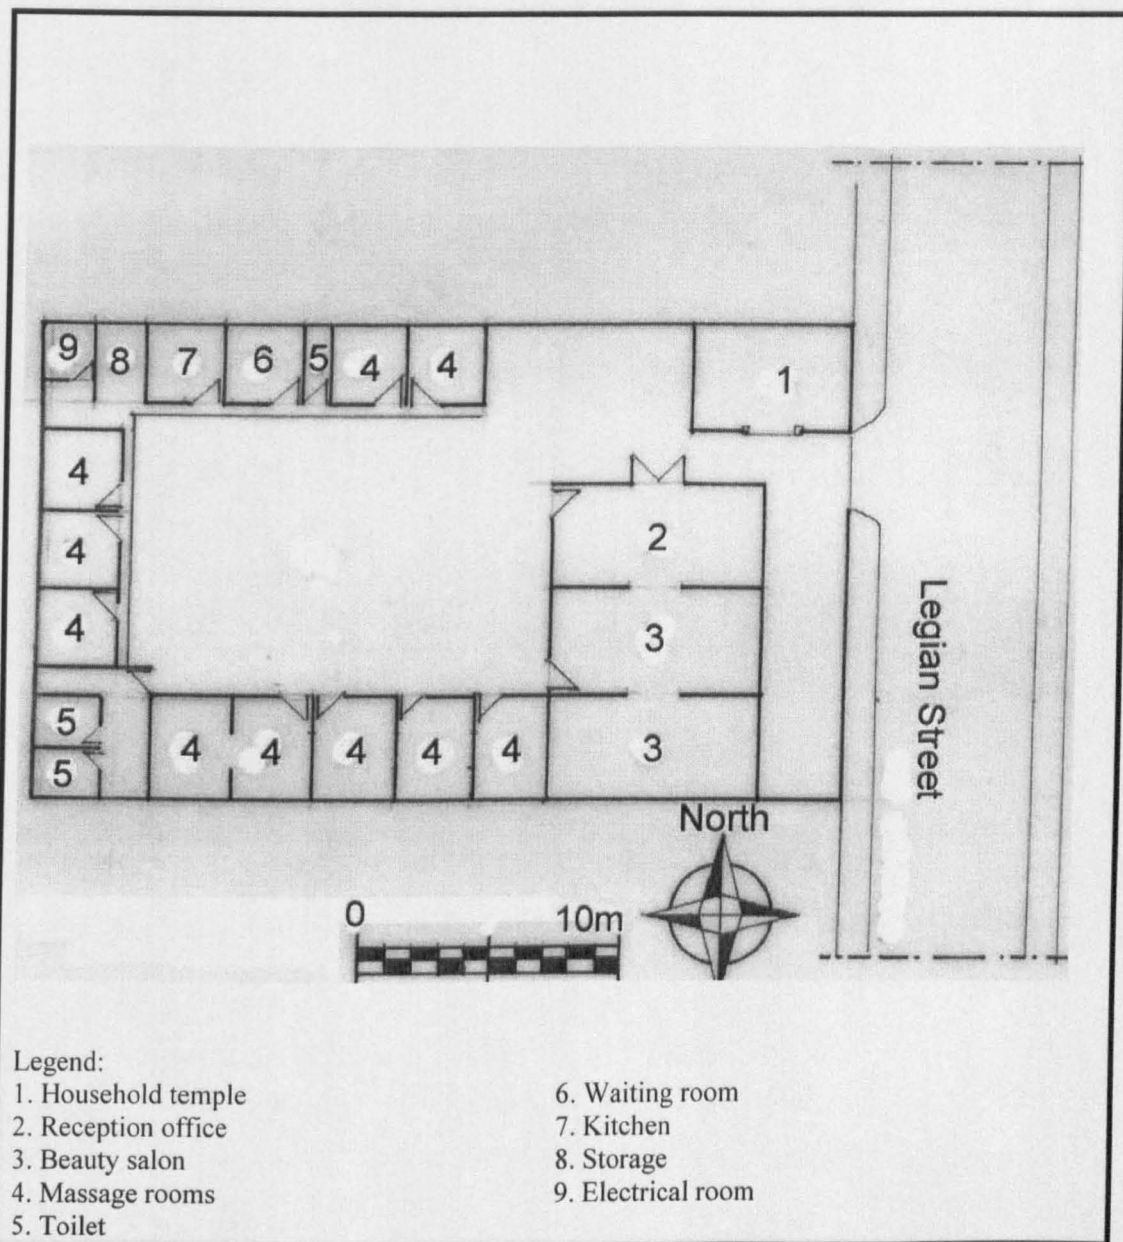 9 8 7 6 5 4 4
1
4
2
4
3
4
5 4 4 4 4 4 3
5
Legian Street
North
0 10m
Legend:
1. Household temple
2. Reception office
3. Beauty salon
4. Massage rooms
5. Toilet
6. Waiting room
7. Kitchen
8. Storage
9. Electrical room